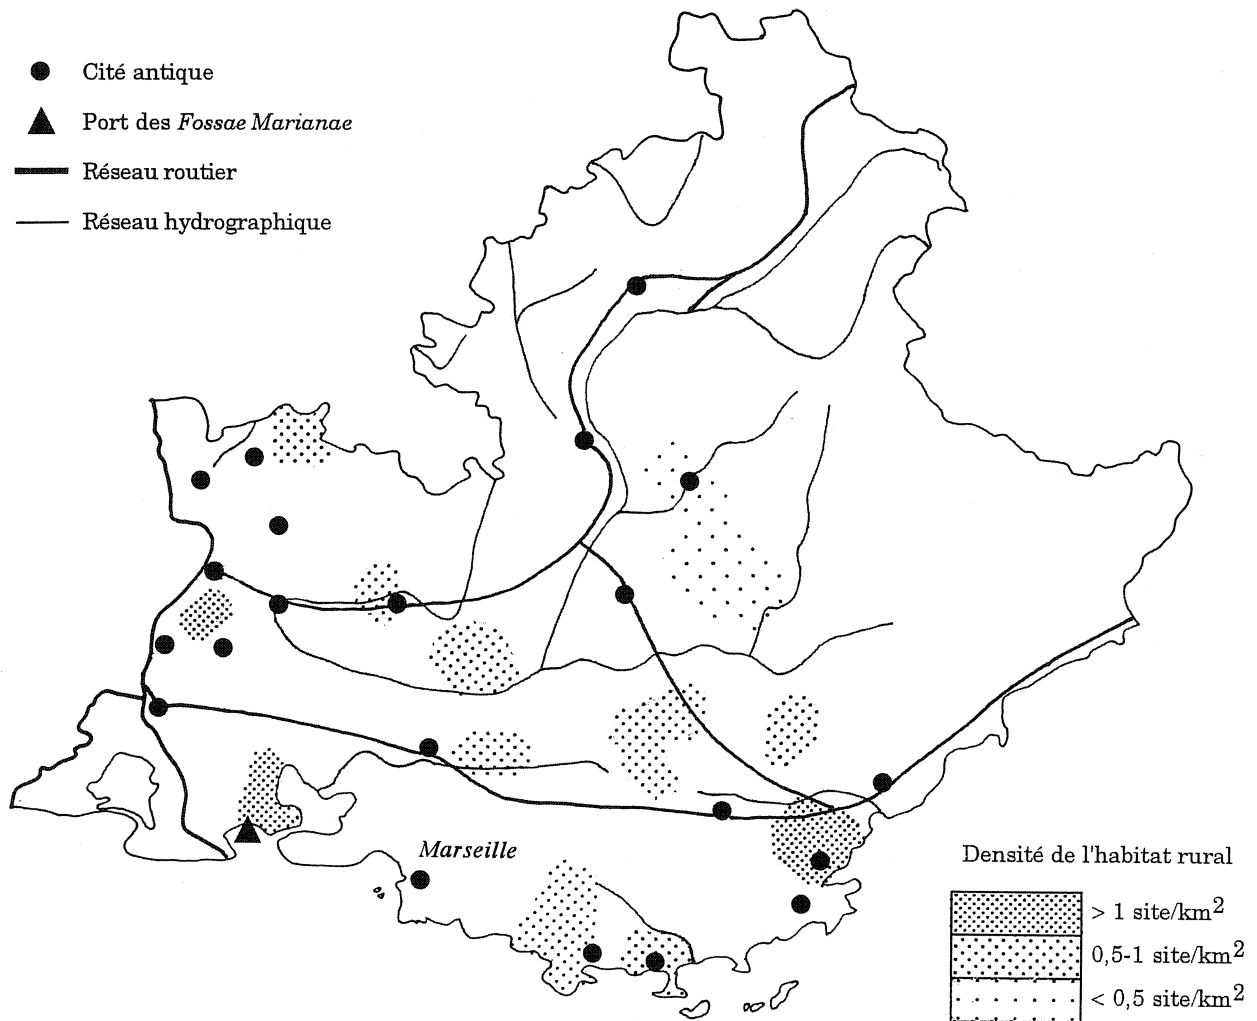 Cité antique
Port des Fossae Marianae
Réseau routier
Réseau hydrographique
Marseille
Densité de l'habitat rural
> 1 site/km2
0,5-1 site/km2
< 0,5 site/km2